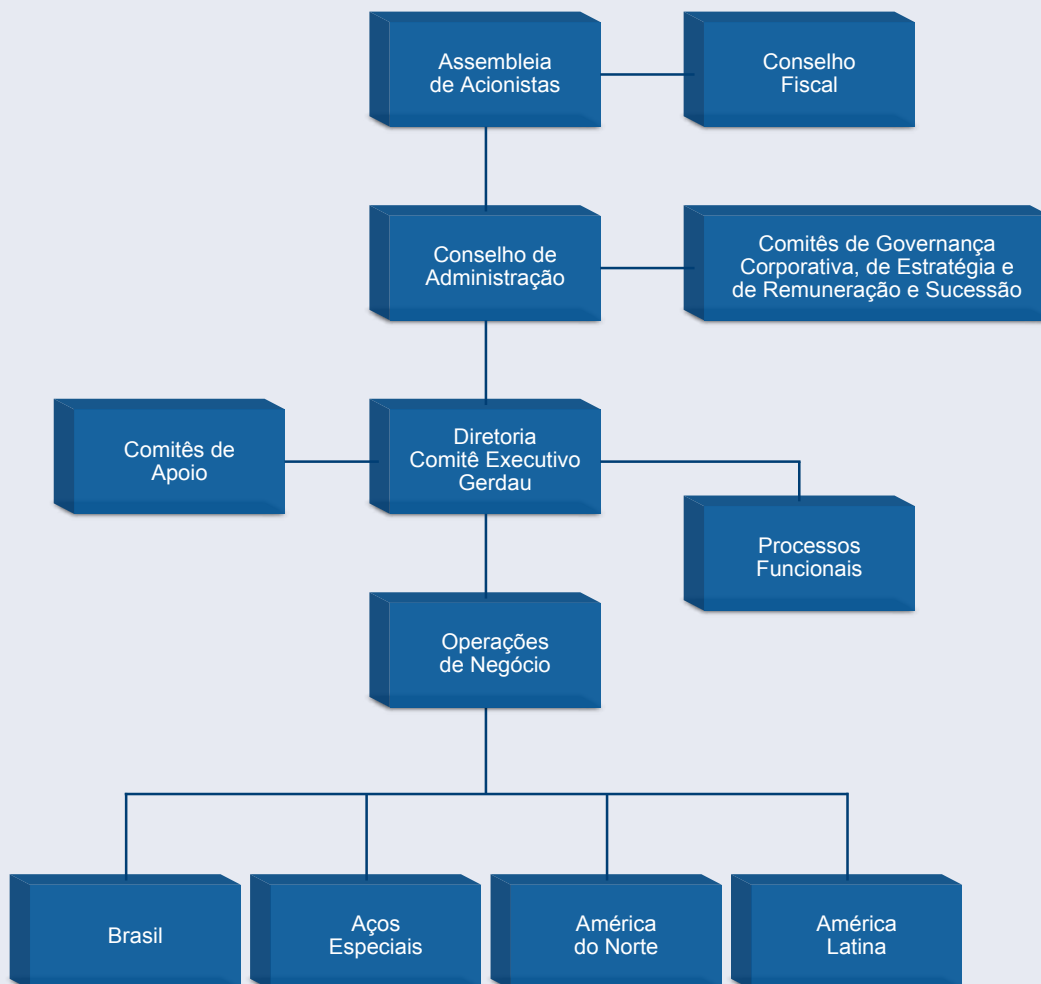 Assembleia
de Acionistas
Conselho
Fiscal
Conselho de
Administração
Comitês de Governança
Corporativa, de Estratégia e
de Remuneração e Sucessão
Comitês de
Apoio
Diretoria
Comitê Executivo
Gerdau
Processos
Funcionais
Operações
de Negócio
Brasil
Aços
Especiais
América
do Norte
América
Latina